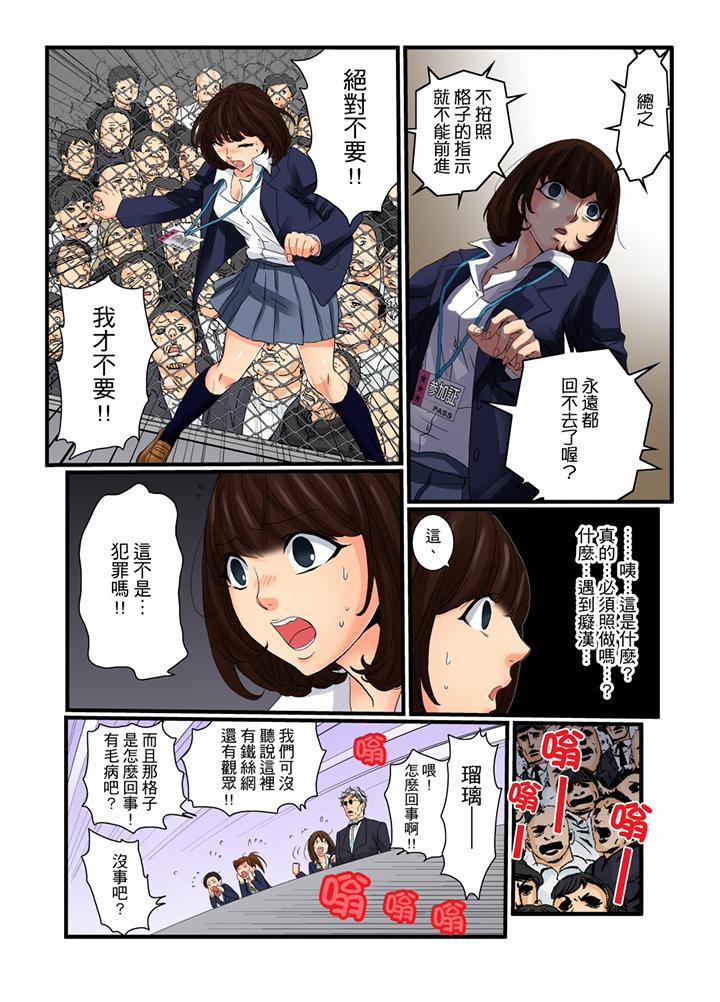 總之
不按照
格子的指示
就不能前進
永遠都
回不去了喔？
参加証
PASS
絕對不要!!
我才不要!!
……咦…這是什麼？
真的…必須照做嗎…？
什麼…遇到癡漢…
這、
這不是…
犯罪嗎!!
嗡—
嗡—
嗡—
瑠璃—
喂！
怎麼回事啊!!
嗡
我們可沒
聽說這裡
有鐵絲網
還有觀眾!!
而且那格子
是怎麼回事！
有毛病吧？
沒事吧？
嗡
嗡
嗡